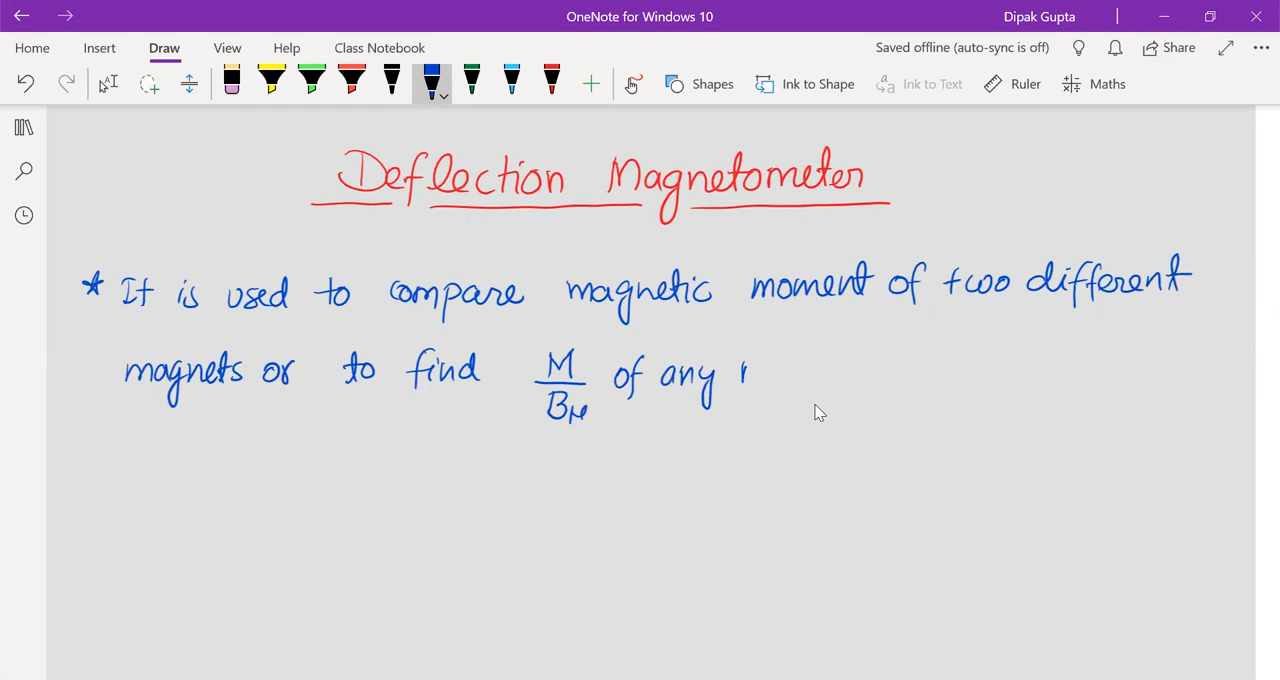 OneNote for Windows 10
Dipak Gupta
Home Insert Draw View Help Class Notebook
Saved offline (auto-sync is off) Share
Shapes Ink to Shape Ink to Text Ruler Maths
Deflection Magnetometer
* It is used to compare magnetic moment of two different
magnets or to find M/B_H of any